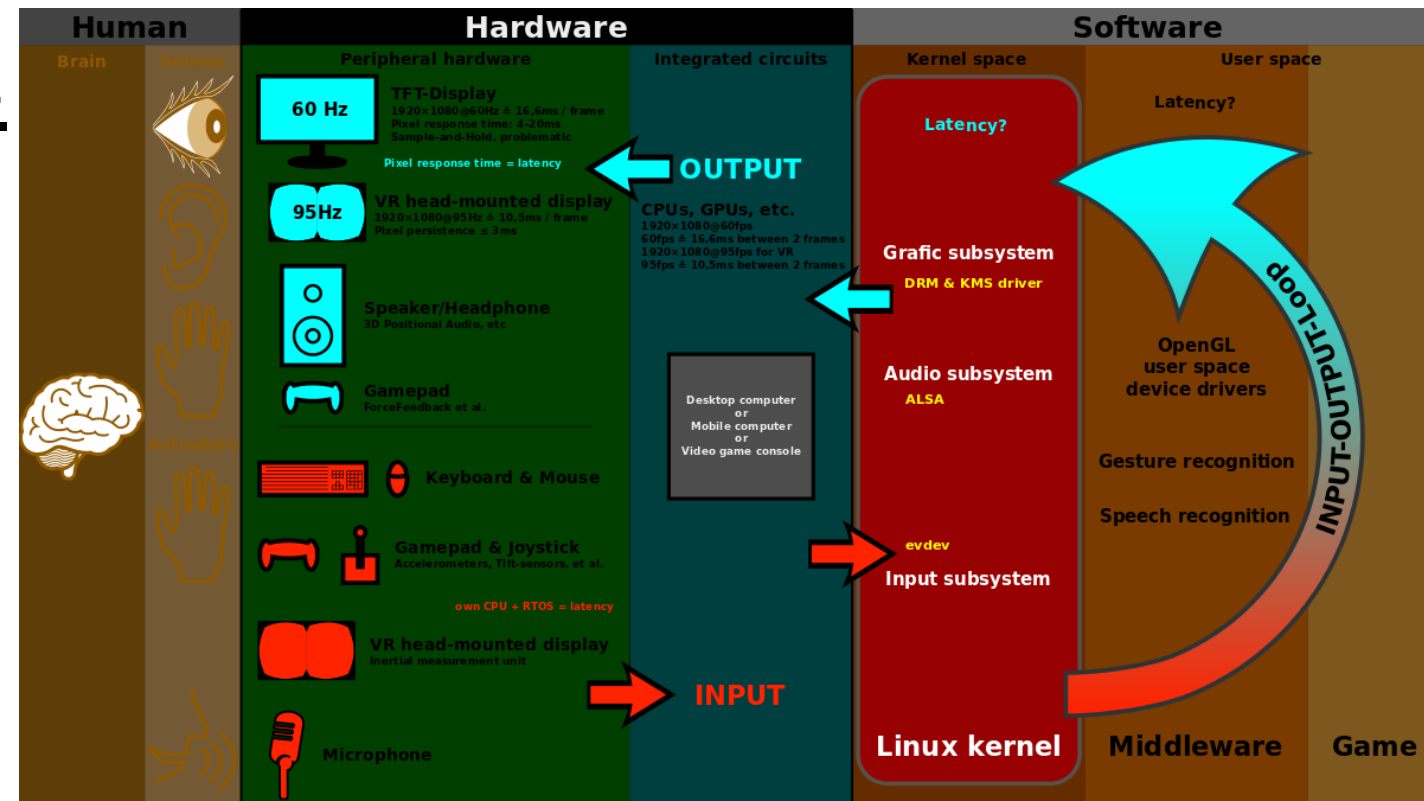 Human
Hardware
Software
Brain
Senses
Peripheral hardware
Integrated circuits
Kernel space
User space
60 Hz
TFT-Display
1920×1080@60Hz ≙ 16,6ms / frame
Pixel response time: 4-20ms
Sample-and-Hold, problematic
Pixel response time = latency
OUTPUT
95Hz
VR head-mounted display
1920×1080@95Hz ≙ 10,5ms / frame
Pixel persistence ≤ 3ms
CPUs, GPUs, etc.
1920×1080@60fps
60fps ≙ 16,6ms between 2 frames
1920×1080@95fps for VR
95fps ≙ 10,5ms between 2 frames
Speaker/Headphone
3D Positional Audio, etc
Gamepad
ForceFeedback et al.
Actuators
Keyboard & Mouse
Gamepad & Joystick
Accelerometers, Tilt-sensors, et al.
own CPU + RTOS = latency
VR head-mounted display
Inertial measurement unit
INPUT
Microphone
Desktop computer
or
Mobile computer
or
Video game console
Latency?
Grafic subsystem
DRM & KMS driver
Audio subsystem
ALSA
evdev
Input subsystem
Linux kernel
Latency?
OpenGL
user space
device drivers
Gesture recognition
Speech recognition
Middleware
INPUT-OUTPUT-Loop
Game